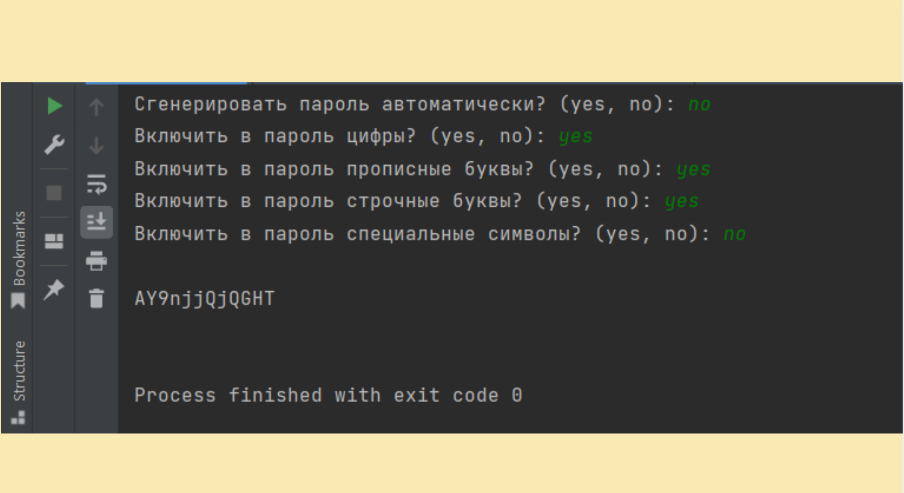 Сгенерировать пароль автоматически? (yes, no): no
Включить в пароль цифры? (yes, no): yes
Включить в пароль прописные буквы? (yes, no): yes
Включить в пароль строчные буквы? (yes, no): yes
Включить в пароль специальные символы? (yes, no): no
AY9njjQjQGHT
Process finished with exit code 0
Bookmarks
Structure